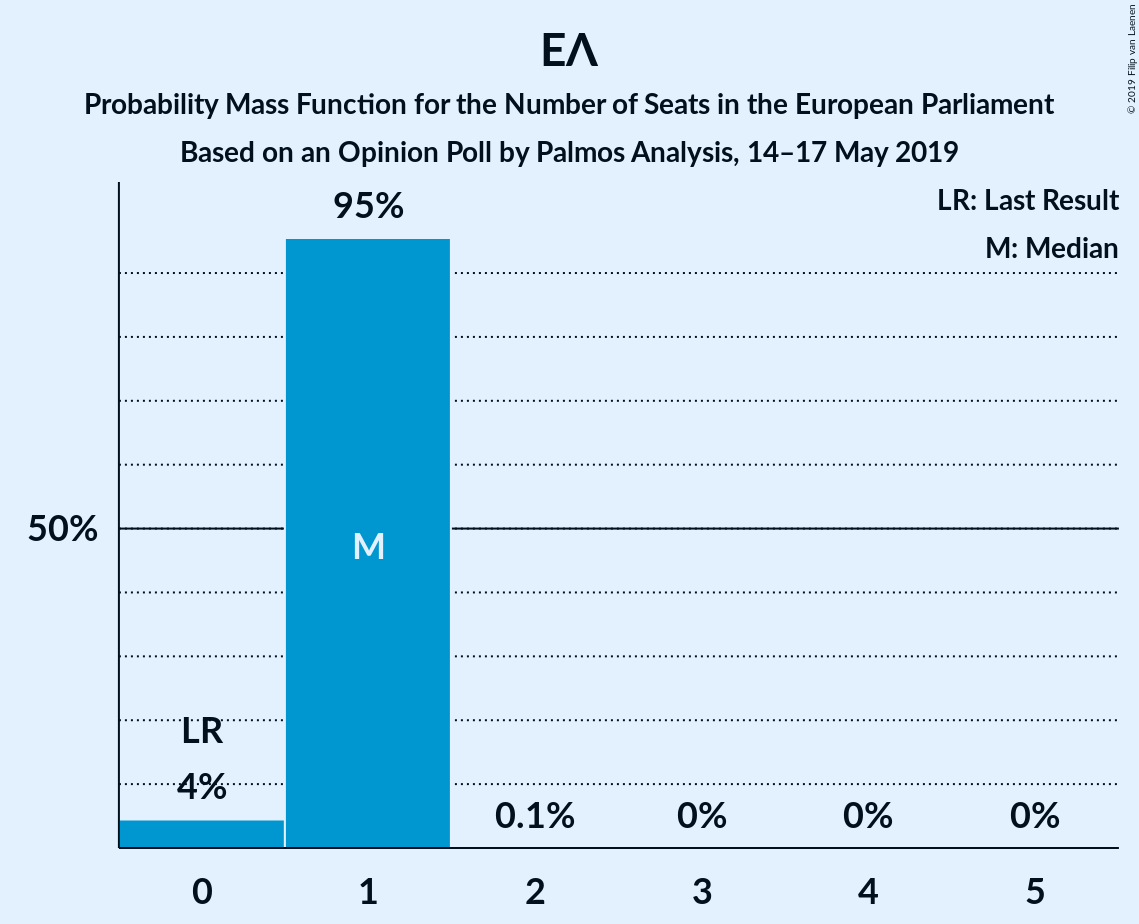 ΕΛ
Probability Mass Function for the Number of Seats in the European Parliament
Based on an Opinion Poll by Palmos Analysis, 14–17 May 2019
© 2019 Filip van Laenen
LR: Last Result
M: Median
95%
50%
M
LR
4%
0.1%
0%
0%
0%
0
1
2
3
4
5